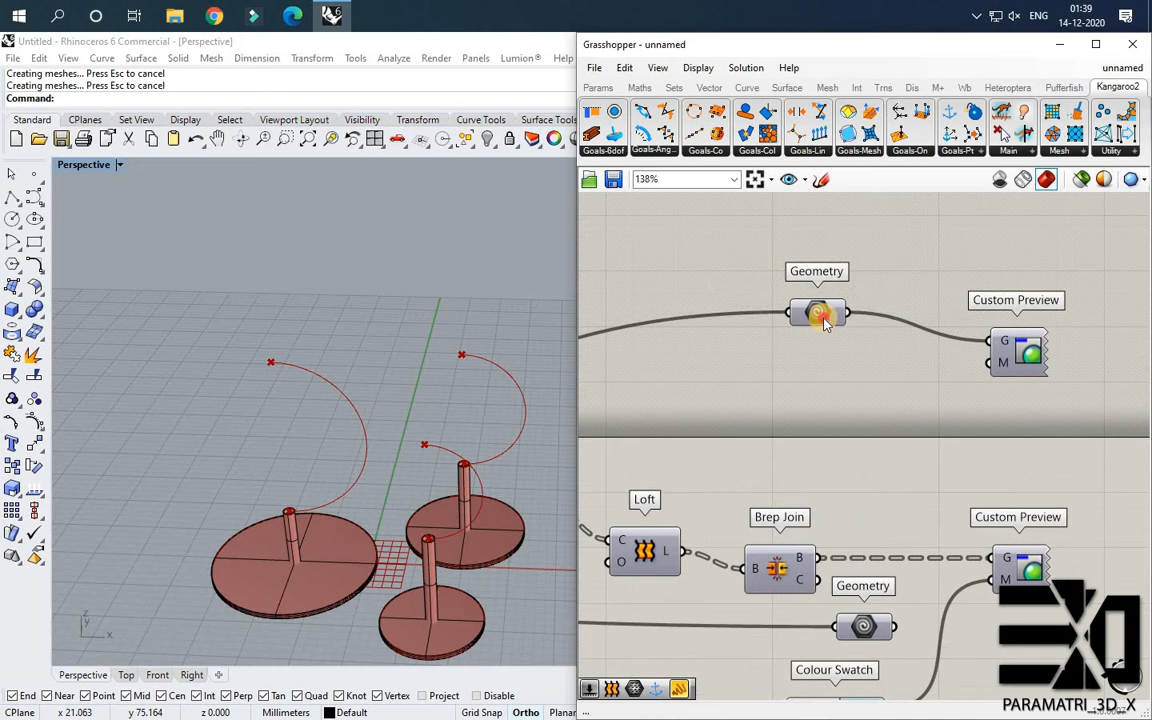 6
ENG
01:39
14-12-2020
Untitled - Rhinoceros 6 Commercial - [Perspective]
File Edit View Curve Surface Solid Mesh Dimension Transform Tools Analyze Render Panels Lumion® Help
Creating meshes... Press Esc to cancel
Creating meshes... Press Esc to cancel
Command:
Standard CPlanes Set View Display Select Viewport Layout Visibility Transform Curve Tools Surface Tools
Perspective
z
y
x
Perspective Top Front Right
End Near Point Mid Cen Int Perp Tan Quad Knot Vertex Project Disable
CPlane x 21.063 y 75.164 z 0.000 Millimeters Default Grid Snap Ortho Planar
Grasshopper - unnamed
File Edit View Display Solution Help
unnamed
Params Maths Sets Vector Curve Surface Mesh Int Trns Dis M+ Wb Heteroptera Pufferfish Kangaroo2
Goals-6dof Goals-Ang... Goals-Co Goals-Col Goals-Lin Goals-Mesh Goals-On Goals-Pt Main Mesh Utility
138%
Geometry
Custom Preview
G
M
Loft
C
O
L
Brep Join
B
B
C
Custom Preview
G
M
Geometry
Colour Swatch
...
PARAMATRI_3D_X